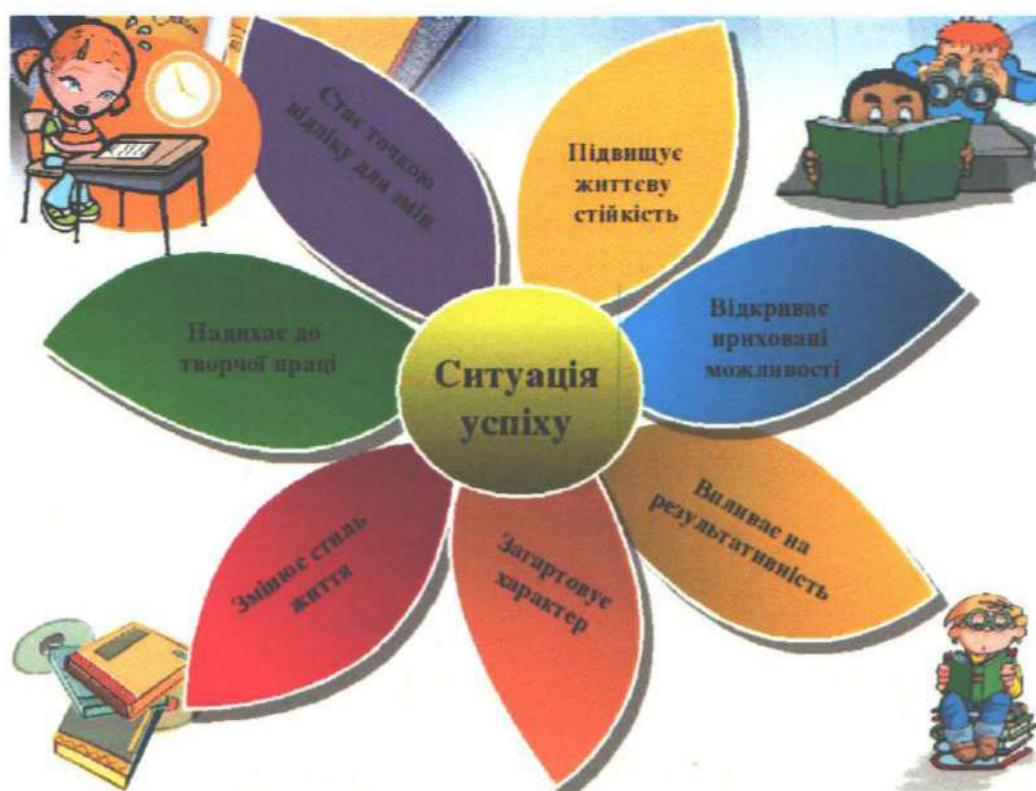 Стає точкою
відліку для змін
Підвищує
життєву
стійкість
Надихає до
творчої праці
Відкриває
приховані
можливості
Ситуація
успіху
Змінює стиль
життя
Загартовує
характер
Впливає на
результативність